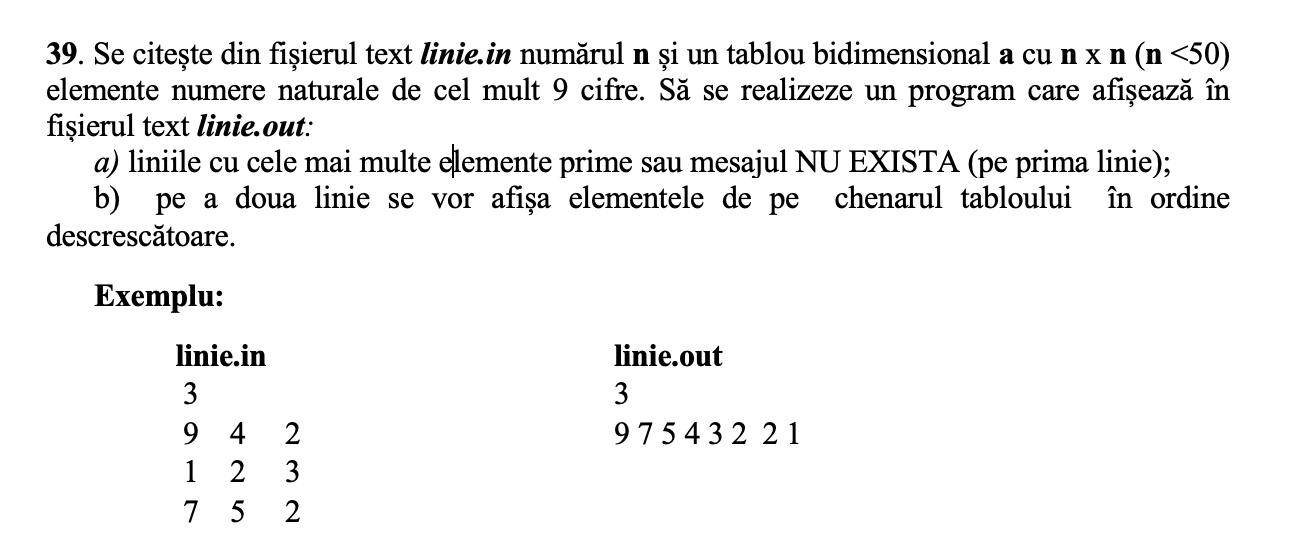 39. Se citește din fișierul text linie.in numărul n și un tablou bidimensional a cu n x n (n <50)
elemente numere naturale de cel mult 9 cifre. Să se realizeze un program care afișează în
fișierul text linie.out:
a) liniile cu cele mai multe elemente prime sau mesajul NU EXISTA (pe prima linie);
b) pe a doua linie se vor afișa elementele de pe chenarul tabloului în ordine
descrescătoare.
Exemplu:
linie.in linie.out
3 3
9 4 2 9 7 5 4 3 2 2 1
1 2 3
7 5 2